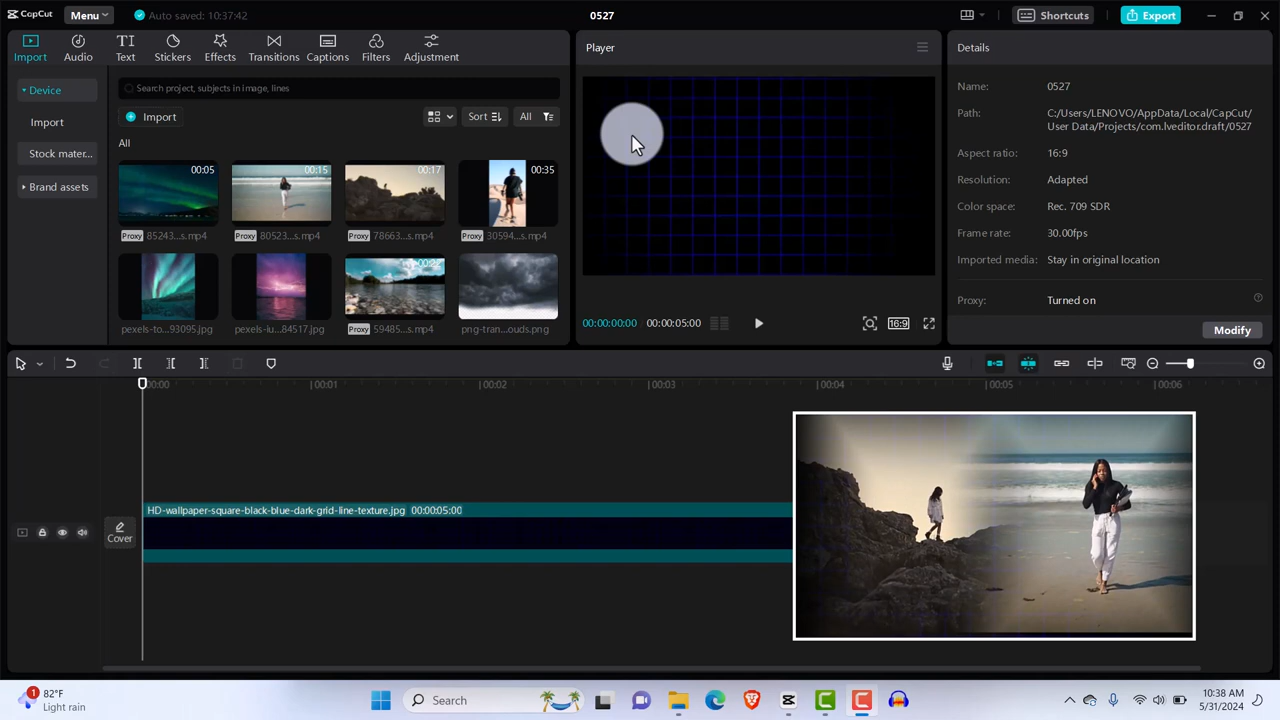 CapCut
Menu
Auto saved: 10:37:42
0527
Shortcuts
Export
Import
Audio
Text
Stickers
Effects
Transitions
Captions
Filters
Adjustment
Device
Import
Stock mater...
Brand assets
Search project, subjects in image, lines
Import
Sort
All
All
00:05
00:15
00:17
00:35
Proxy 85243...s.mp4
Proxy 80523...s.mp4
Proxy 78663...s.mp4
Proxy 30594...s.mp4
pexels-to...93095.jpg
pexels-iu...84517.jpg
Proxy 59485...s.mp4
png-tran...ouds.png
Player
00:00:00:00
00:00:05:00
16:9
Details
Name: 0527
Path: C:/Users/LENOVO/AppData/Local/CapCut/
User Data/Projects/com.lveditor.draft/0527
Aspect ratio: 16:9
Resolution: Adapted
Color space: Rec. 709 SDR
Frame rate: 30.00fps
Imported media: Stay in original location
Proxy: Turned on
Modify
00:00
00:01
00:02
00:03
00:04
00:05
00:06
HD-wallpaper-square-black-blue-dark-grid-line-texture.jpg 00:00:05:00
Cover
1
82°F
Light rain
Search
10:38 AM
5/31/2024